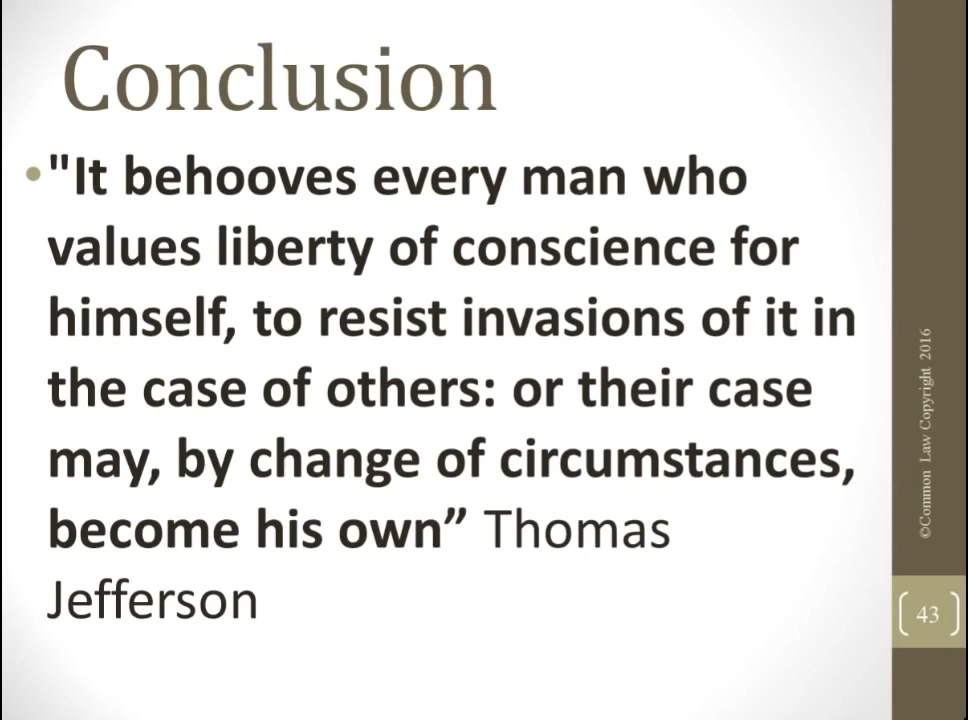 Conclusion
•"It behooves every man who
values liberty of conscience for
himself, to resist invasions of it in
the case of others: or their case
may, by change of circumstances,
become his own” Thomas
Jefferson
©Common Law Copyright 2016
43